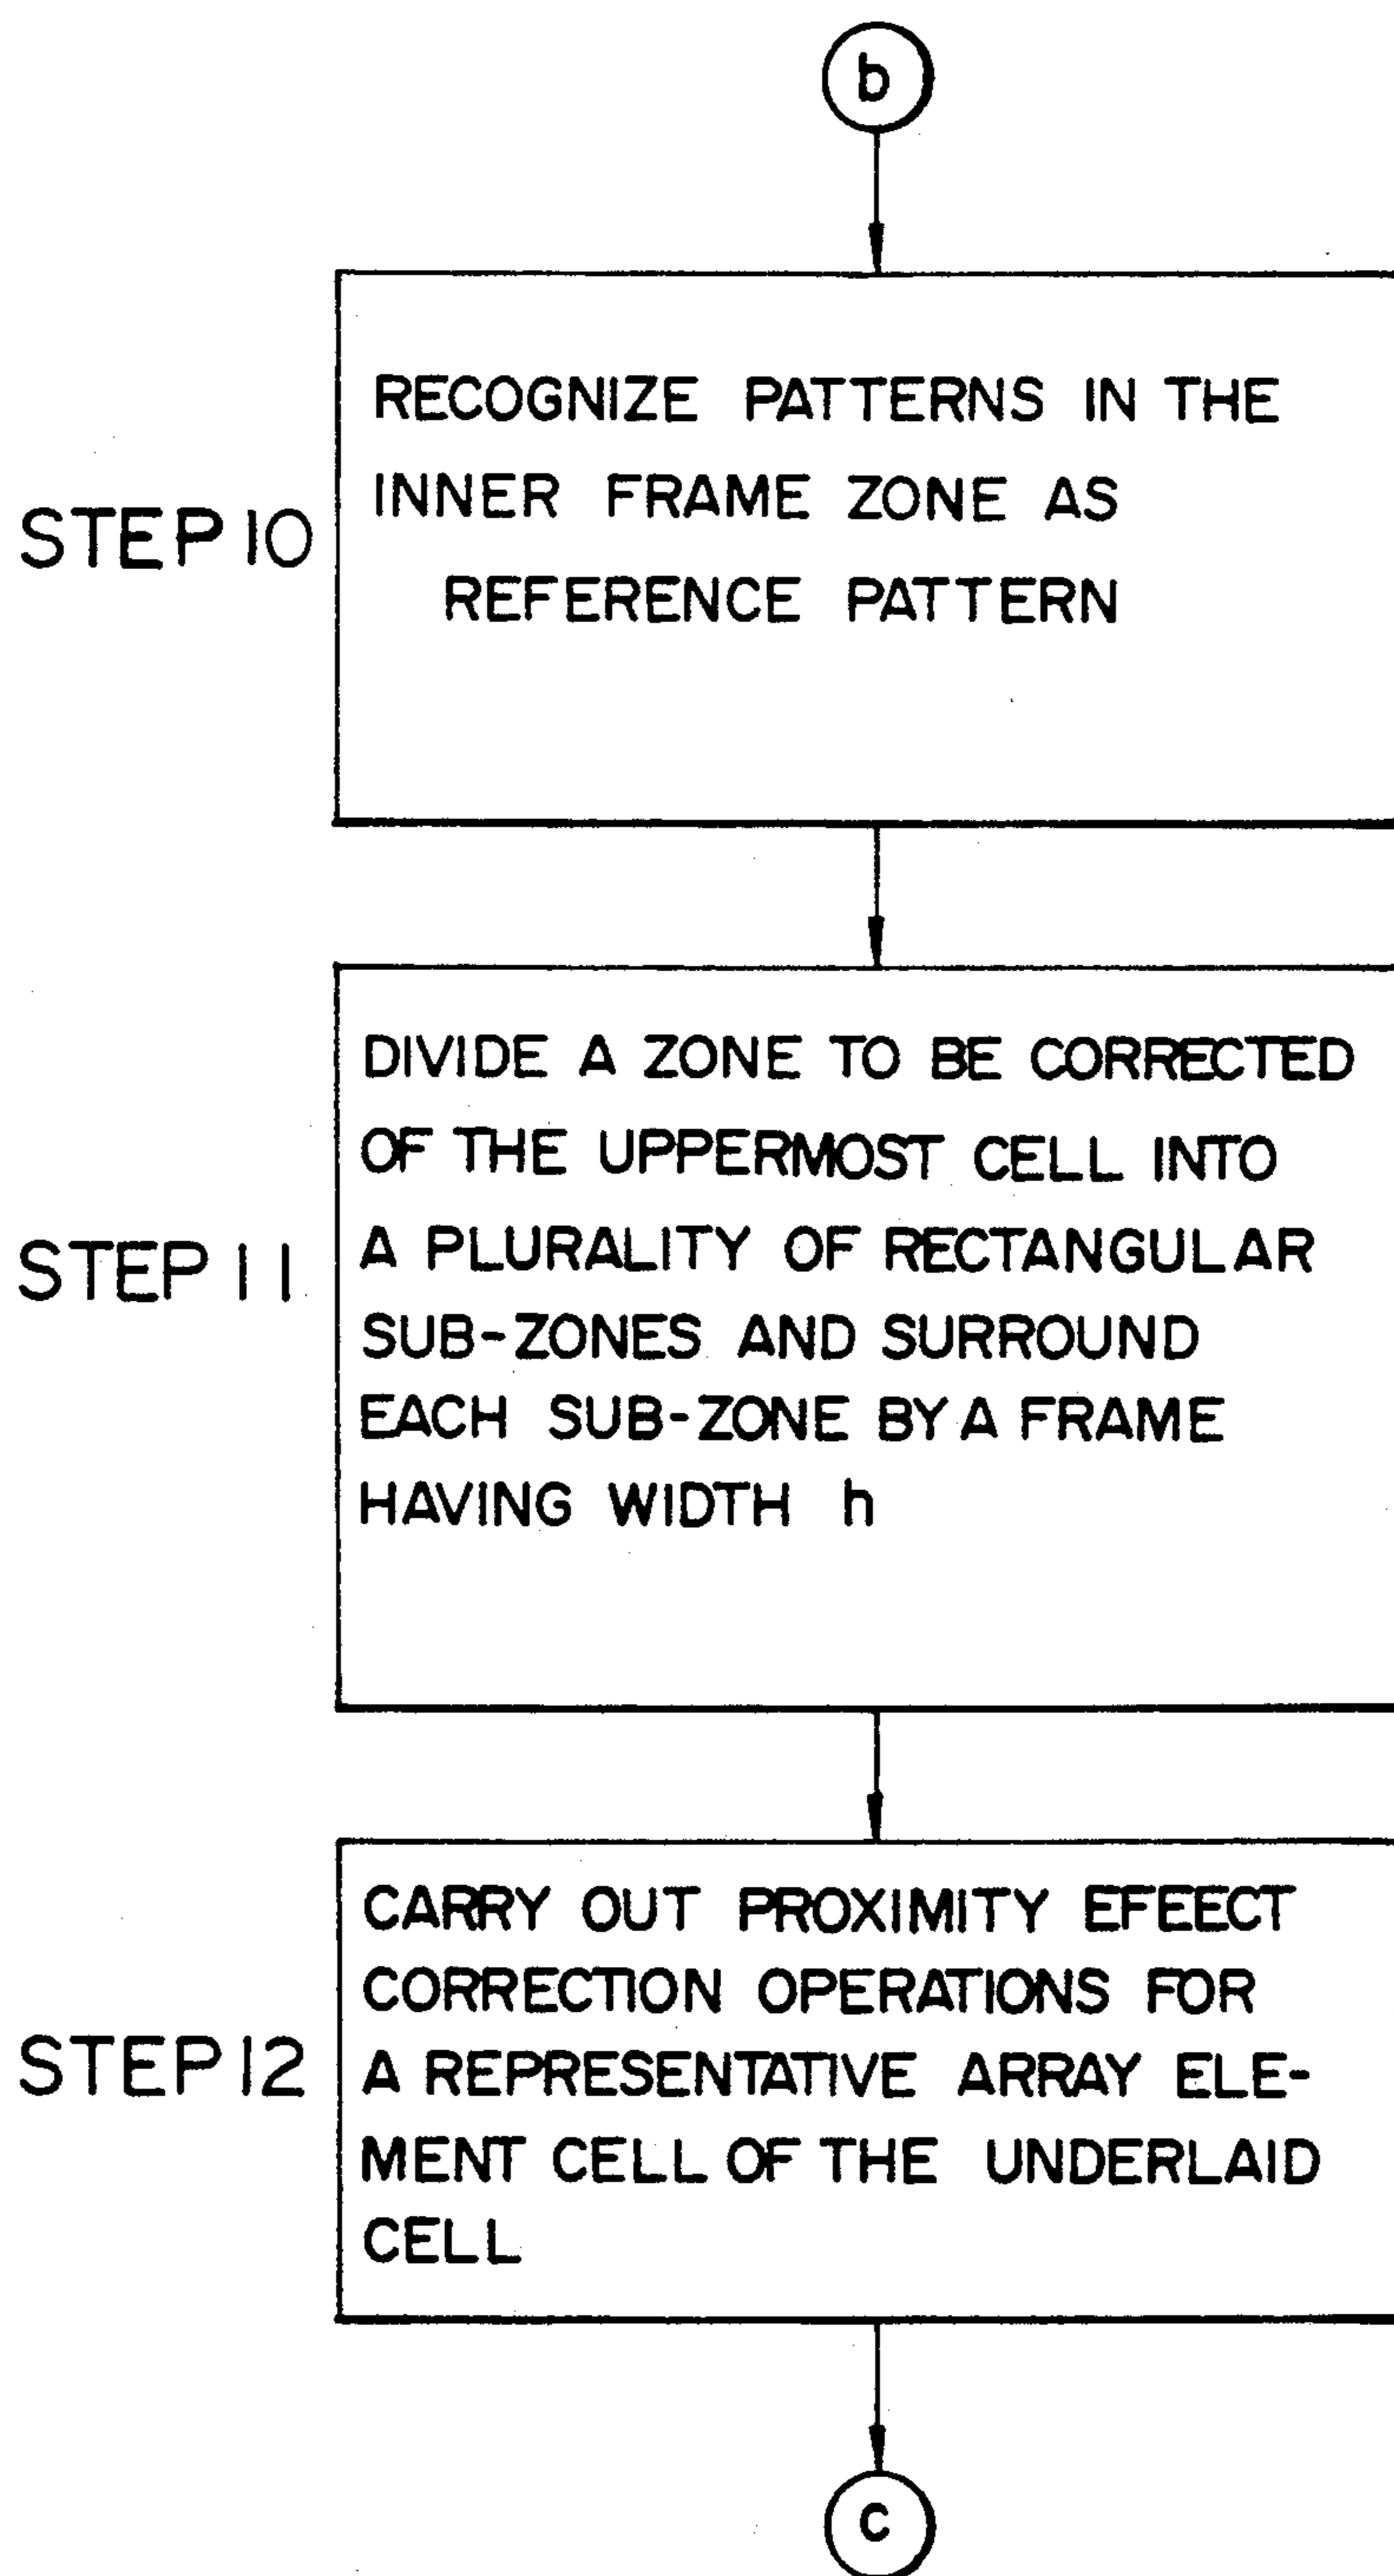 b
STEP 10
RECOGNIZE PATTERNS IN THE
INNER FRAME ZONE AS
REFERENCE PATTERN
STEP 11
DIVIDE A ZONE TO BE CORRECTED
OF THE UPPERMOST CELL INTO
A PLURALITY OF RECTANGULAR
SUB-ZONES AND SURROUND
EACH SUB-ZONE BY A FRAME
HAVING WIDTH h
STEP 12
CARRY OUT PROXIMITY EFEECT
CORRECTION OPERATIONS FOR
A REPRESENTATIVE ARRAY ELE-
MENT CELL OF THE UNDERLAID
CELL
c